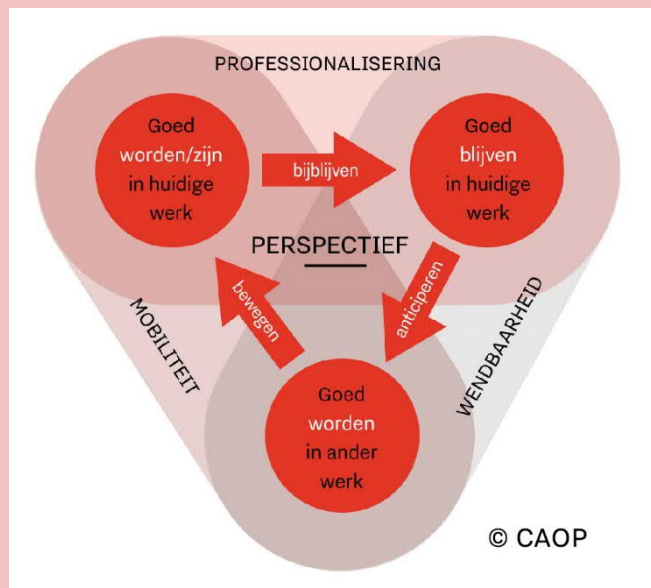 PROFESSIONALISERING
Goed
worden/zijn
in huidige
werk
bijblijven
Goed
blijven
in huidige
werk
PERSPECTIEF
bewegen
anticiperen
MOBILITEIT
WENDBAARHEID
Goed
worden
in ander
werk
© CAOP